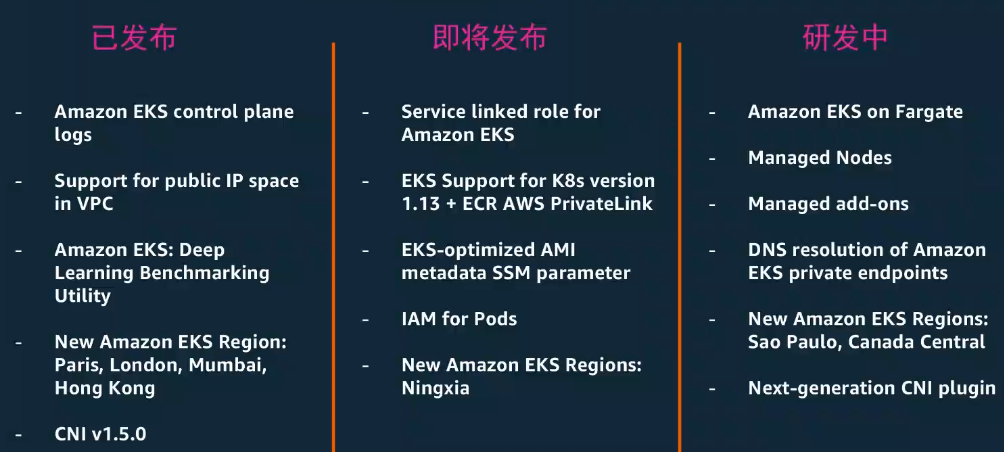 已发布
- Amazon EKS control plane
logs
- Support for public IP space
in VPC
- Amazon EKS: Deep
Learning Benchmarking
Utility
- New Amazon EKS Region:
Paris, London, Mumbai,
Hong Kong
- CNI v1.5.0
即将发布
- Service linked role for
Amazon EKS
- EKS Support for K8s version
1.13 + ECR AWS PrivateLink
- EKS-optimized AMI
metadata SSM parameter
- IAM for Pods
- New Amazon EKS Regions:
Ningxia
研发中
- Amazon EKS on Fargate
- Managed Nodes
- Managed add-ons
- DNS resolution of Amazon
EKS private endpoints
- New Amazon EKS Regions:
Sao Paulo, Canada Central
- Next-generation CNI plugin